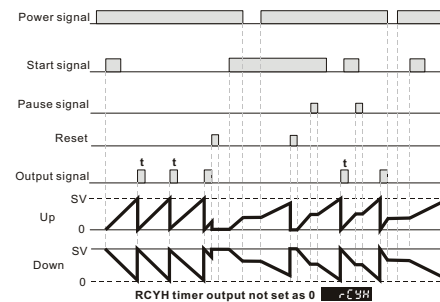 Power signal
Start signal
Pause signal
Reset
t t t
Output signal
SV
Up
0
SV
Down
0
RCYH timer output not set as 0 rCYH